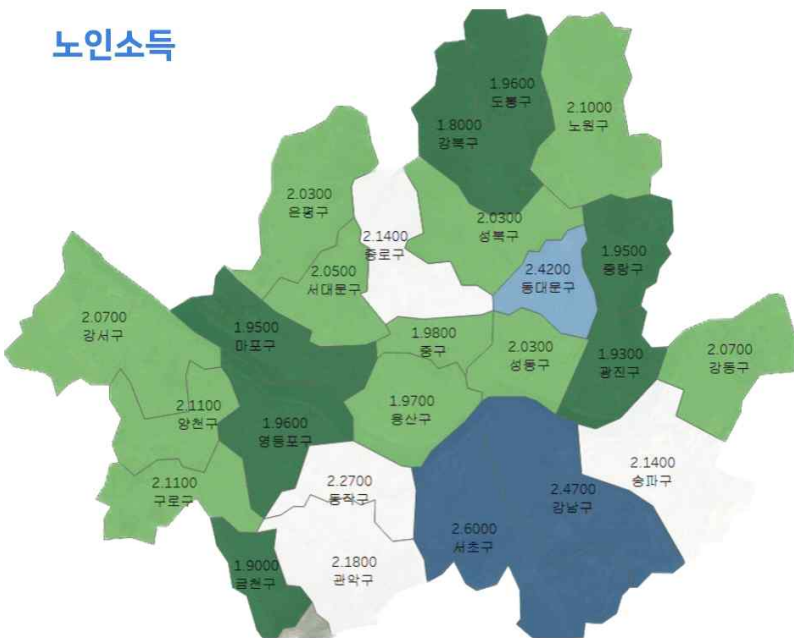 노인소득
1.9600
도봉구
1.8000
강북구
2.1000
노원구
2.0300
은평구
2.0300
성북구
2.1400
종로구
1.9500
중랑구
2.0500
서대문구
2.4200
동대문구
2.0700
강서구
1.9500
마포구
1.9800
중구
2.0300
성동구
1.9300
광진구
2.0700
강동구
2.1100
양천구
1.9600
영등포구
1.9700
용산구
2.1100
구로구
2.2700
동작구
2.1400
송파구
2.4700
강남구
2.6000
서초구
1.9000
금천구
2.1800
관악구